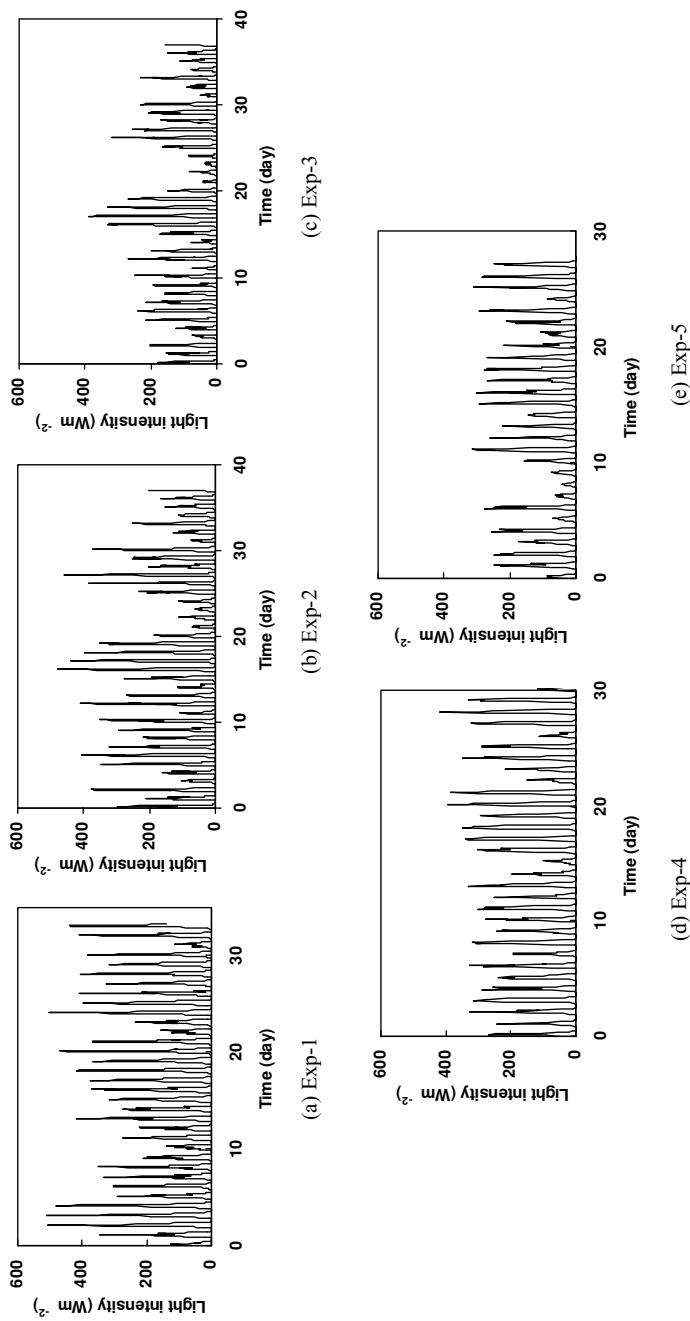 Light intensity (Wm⁻²)
600
400
200
0
0 10 20 30
Time (day)
(a) Exp-1
Light intensity (Wm⁻²)
600
400
200
0
0 10 20 30 40
Time (day)
(b) Exp-2
Light intensity (Wm⁻²)
600
400
200
0
0 10 20 30 40
Time (day)
(c) Exp-3
Light intensity (Wm⁻²)
600
400
200
0
0 10 20 30
Time (day)
(d) Exp-4
Light intensity (Wm⁻²)
600
400
200
0
0 10 20 30
Time (day)
(e) Exp-5